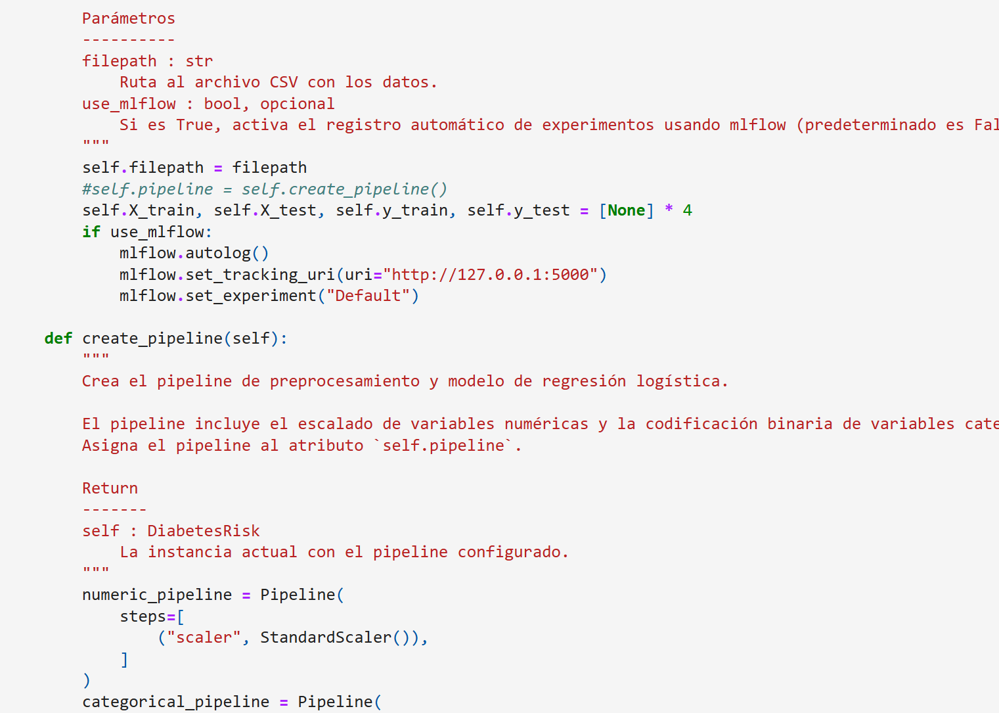 Parámetros
----------
filepath : str
Ruta al archivo CSV con los datos.
use_mlflow : bool, opcional
Si es True, activa el registro automático de experimentos usando mlflow (predeterminado es Fal
"""
self.filepath = filepath
#self.pipeline = self.create_pipeline()
self.X_train, self.X_test, self.y_train, self.y_test = [None] * 4
if use_mlflow:
mlflow.autolog()
mlflow.set_tracking_uri(uri="http://127.0.0.1:5000")
mlflow.set_experiment("Default")
def create_pipeline(self):
"""
Crea el pipeline de preprocesamiento y modelo de regresión logística.
El pipeline incluye el escalado de variables numéricas y la codificación binaria de variables cate
Asigna el pipeline al atributo `self.pipeline`.
Return
-------
self : DiabetesRisk
La instancia actual con el pipeline configurado.
"""
numeric_pipeline = Pipeline(
steps=[
("scaler", StandardScaler()),
]
)
categorical_pipeline = Pipeline(